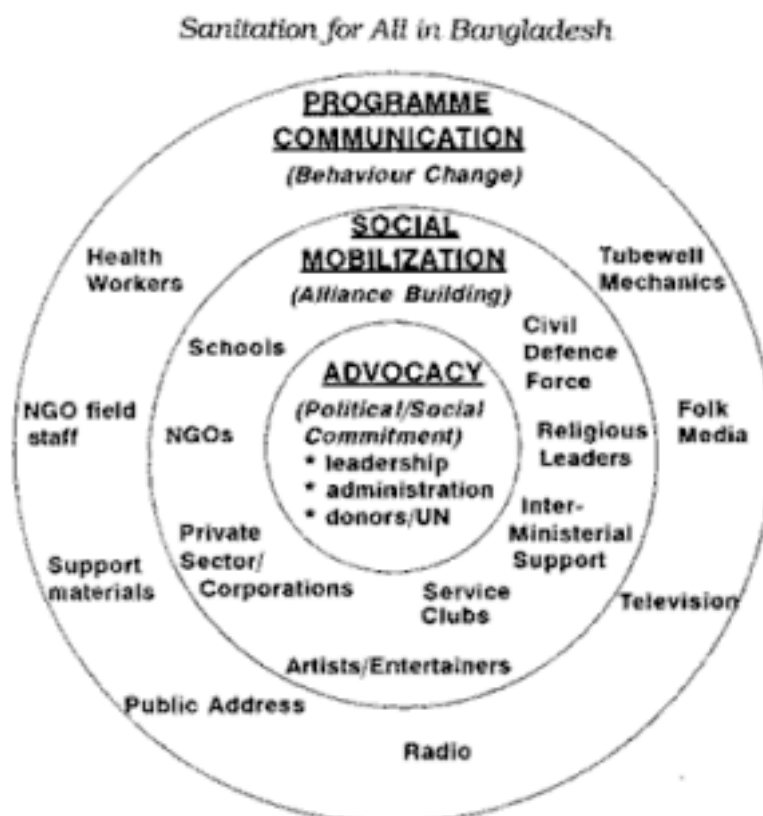 Sanitation for All in Bangladesh
PROGRAMME
COMMUNICATION
(Behaviour Change)
SOCIAL
MOBILIZATION
(Alliance Building)
Health
Workers
Tubewell
Mechanics
Schools
Civil
Defence
Force
ADVOCACY
(Political/Social
Commitment)
* leadership
* administration
* donors/UN
NGO field
staff
NGOs
Religious
Leaders
Folk
Media
Inter-
Ministerial
Support
Private
Sector/
Corporations
Support
materials
Service
Clubs
Television
Artists/Entertainers
Public Address
Radio